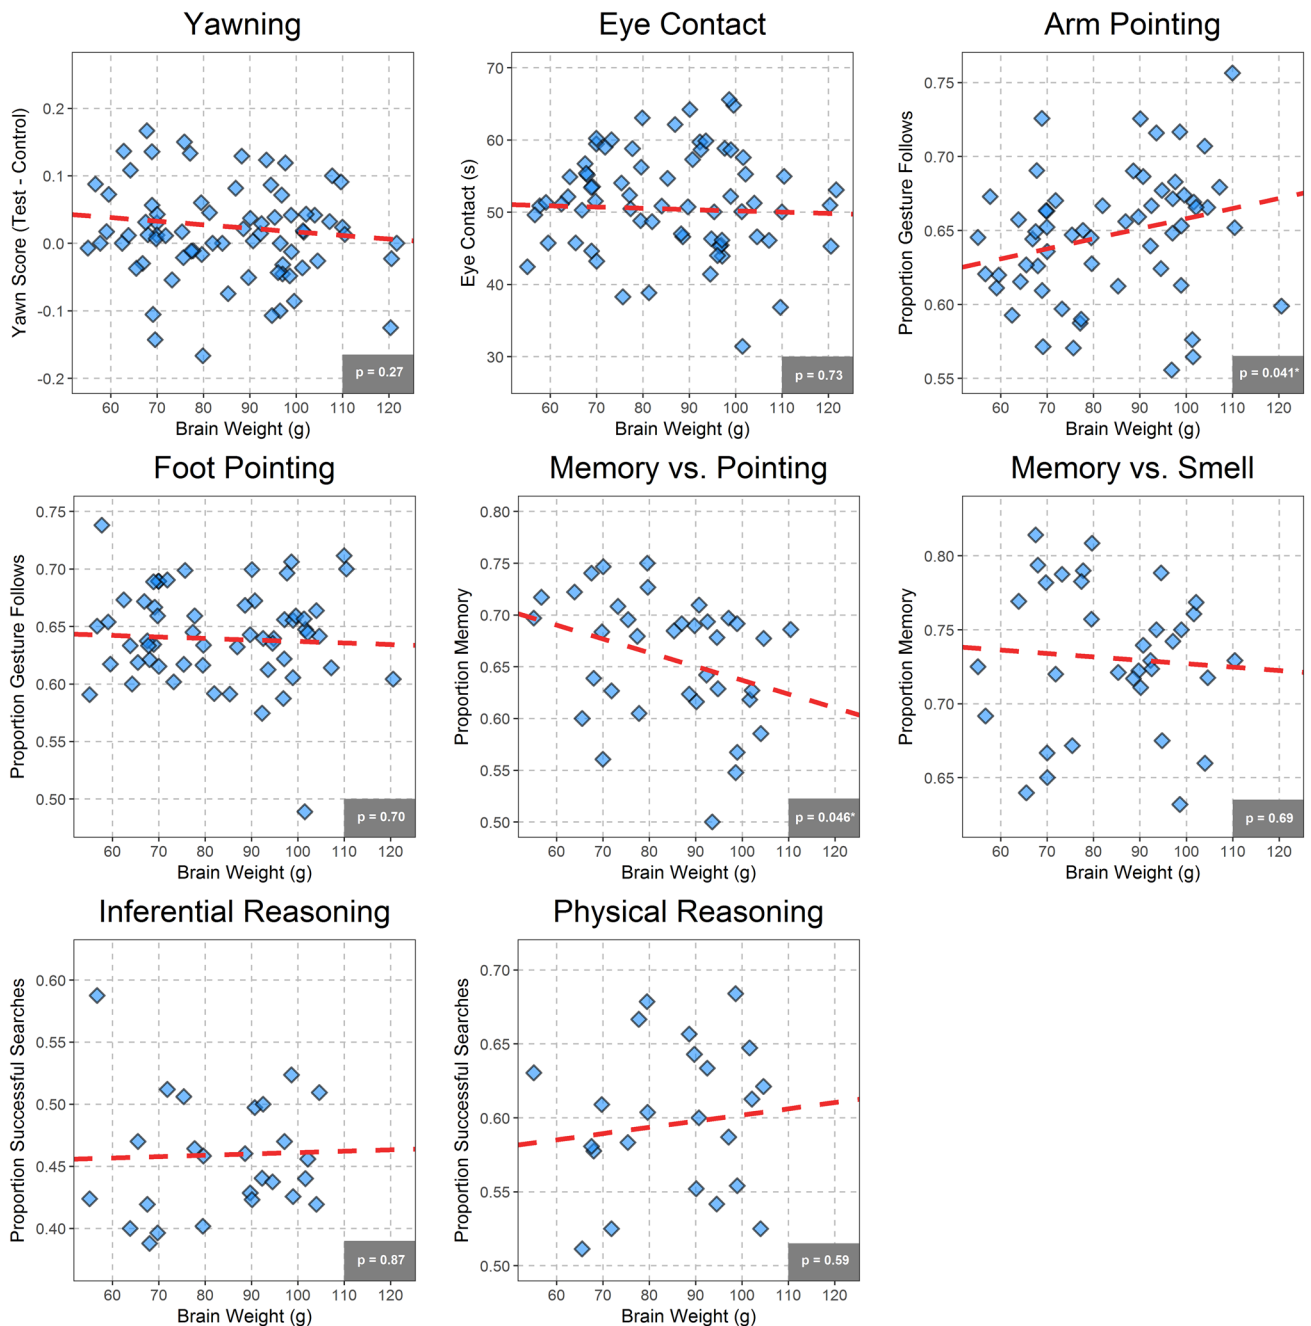 Yawning
Yawn Score (Test - Control)
0.2
0.1
0.0
-0.1
-0.2
p = 0.27
60 70 80 90 100 110 120
Brain Weight (g)
Eye Contact
Eye Contact (s)
70
60
50
40
30
p = 0.73
60 70 80 90 100 110 120
Brain Weight (g)
Arm Pointing
Proportion Gesture Follows
0.75
0.70
0.65
0.60
0.55
p = 0.041*
60 70 80 90 100 110 120
Brain Weight (g)
Foot Pointing
Proportion Gesture Follows
0.75
0.70
0.65
0.60
0.55
0.50
p = 0.70
60 70 80 90 100 110 120
Brain Weight (g)
Memory vs. Pointing
Proportion Memory
0.80
0.75
0.70
0.65
0.60
0.55
0.50
p = 0.046*
60 70 80 90 100 110 120
Brain Weight (g)
Memory vs. Smell
Proportion Memory
0.80
0.75
0.70
0.65
p = 0.69
60 70 80 90 100 110 120
Brain Weight (g)
Inferential Reasoning
Proportion Successful Searches
0.60
0.55
0.50
0.45
0.40
p = 0.87
60 70 80 90 100 110 120
Brain Weight (g)
Physical Reasoning
Proportion Successful Searches
0.70
0.65
0.60
0.55
0.50
p = 0.59
60 70 80 90 100 110 120
Brain Weight (g)